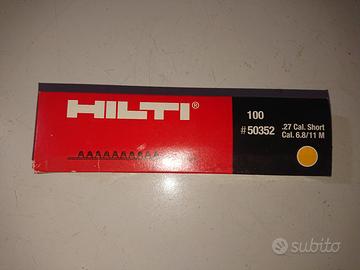 HILTI®
100
#50352
.27 Cal. Short
Cal. 6.8/11 M
subito